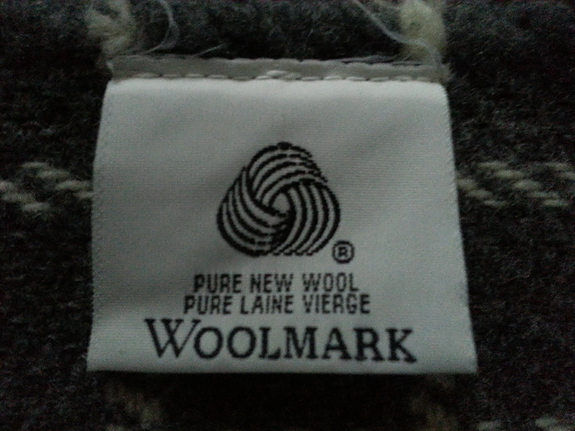 ®
PURE NEW WOOL
PURE LAINE VIERGE
WOOLMARK